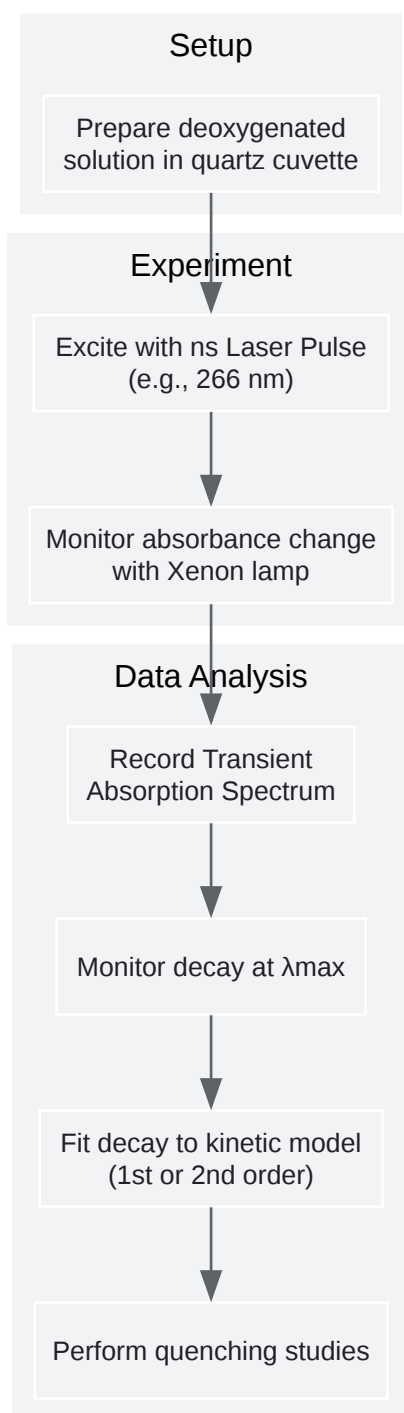 Setup
Prepare deoxygenated
solution in quartz cuvette
Experiment
Excite with ns Laser Pulse
(e.g., 266 nm)
Monitor absorbance change
with Xenon lamp
Data Analysis
Record Transient
Absorption Spectrum
Monitor decay at λmax
Fit decay to kinetic model
(1st or 2nd order)
Perform quenching studies